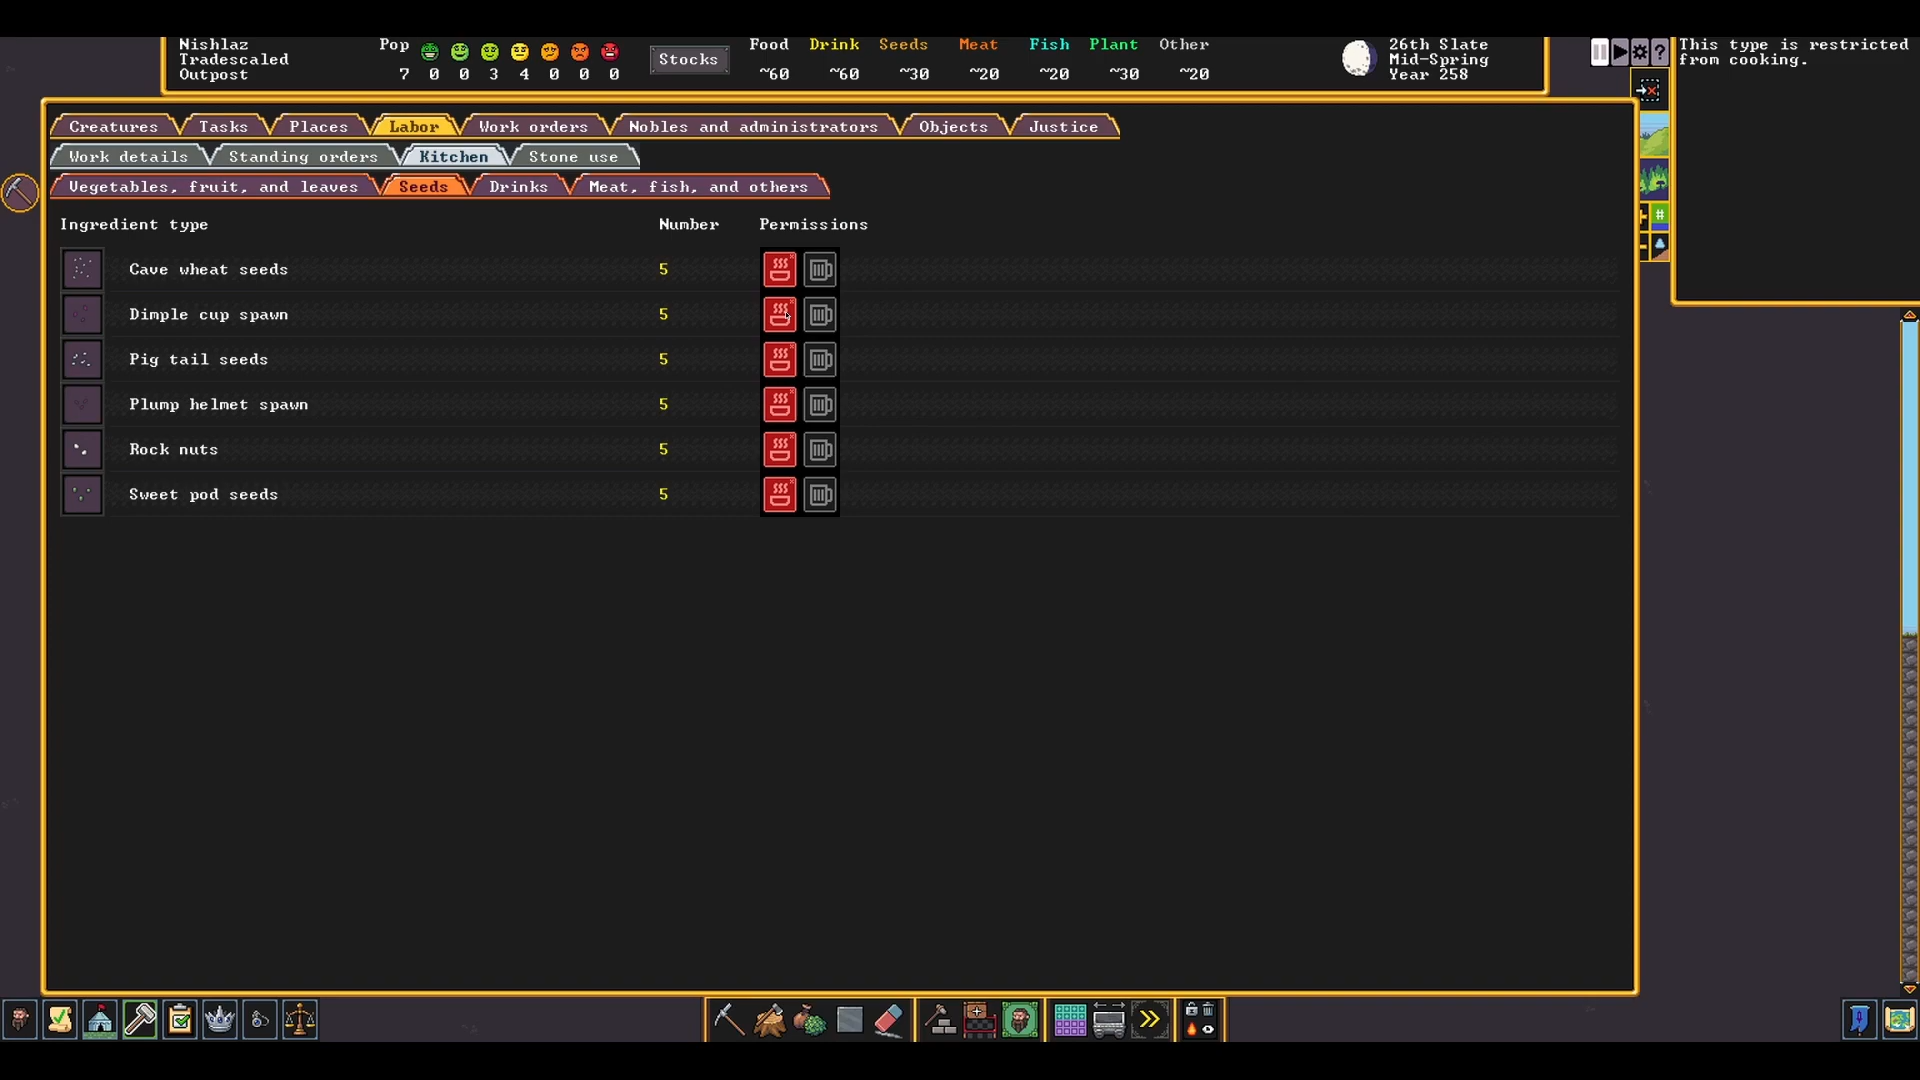 Nishlaz
Tradescaled
Outpost
Pop
7 0 0 3 4 0 0 0
Stocks
Food Drink Seeds Meat Fish Plant Other
~60 ~60 ~30 ~20 ~20 ~30 ~20
26th Slate
Mid-Spring
Year 258
?
This type is restricted
from cooking.
Creatures Tasks Places Labor Work orders Nobles and administrators Objects Justice
Work details Standing orders Kitchen Stone use
Vegetables, fruit, and leaves Seeds Drinks Meat, fish, and others
Ingredient type Number Permissions
Cave wheat seeds 5
Dimple cup spawn 5
Pig tail seeds 5
Plump helmet spawn 5
Rock nuts 5
Sweet pod seeds 5
#